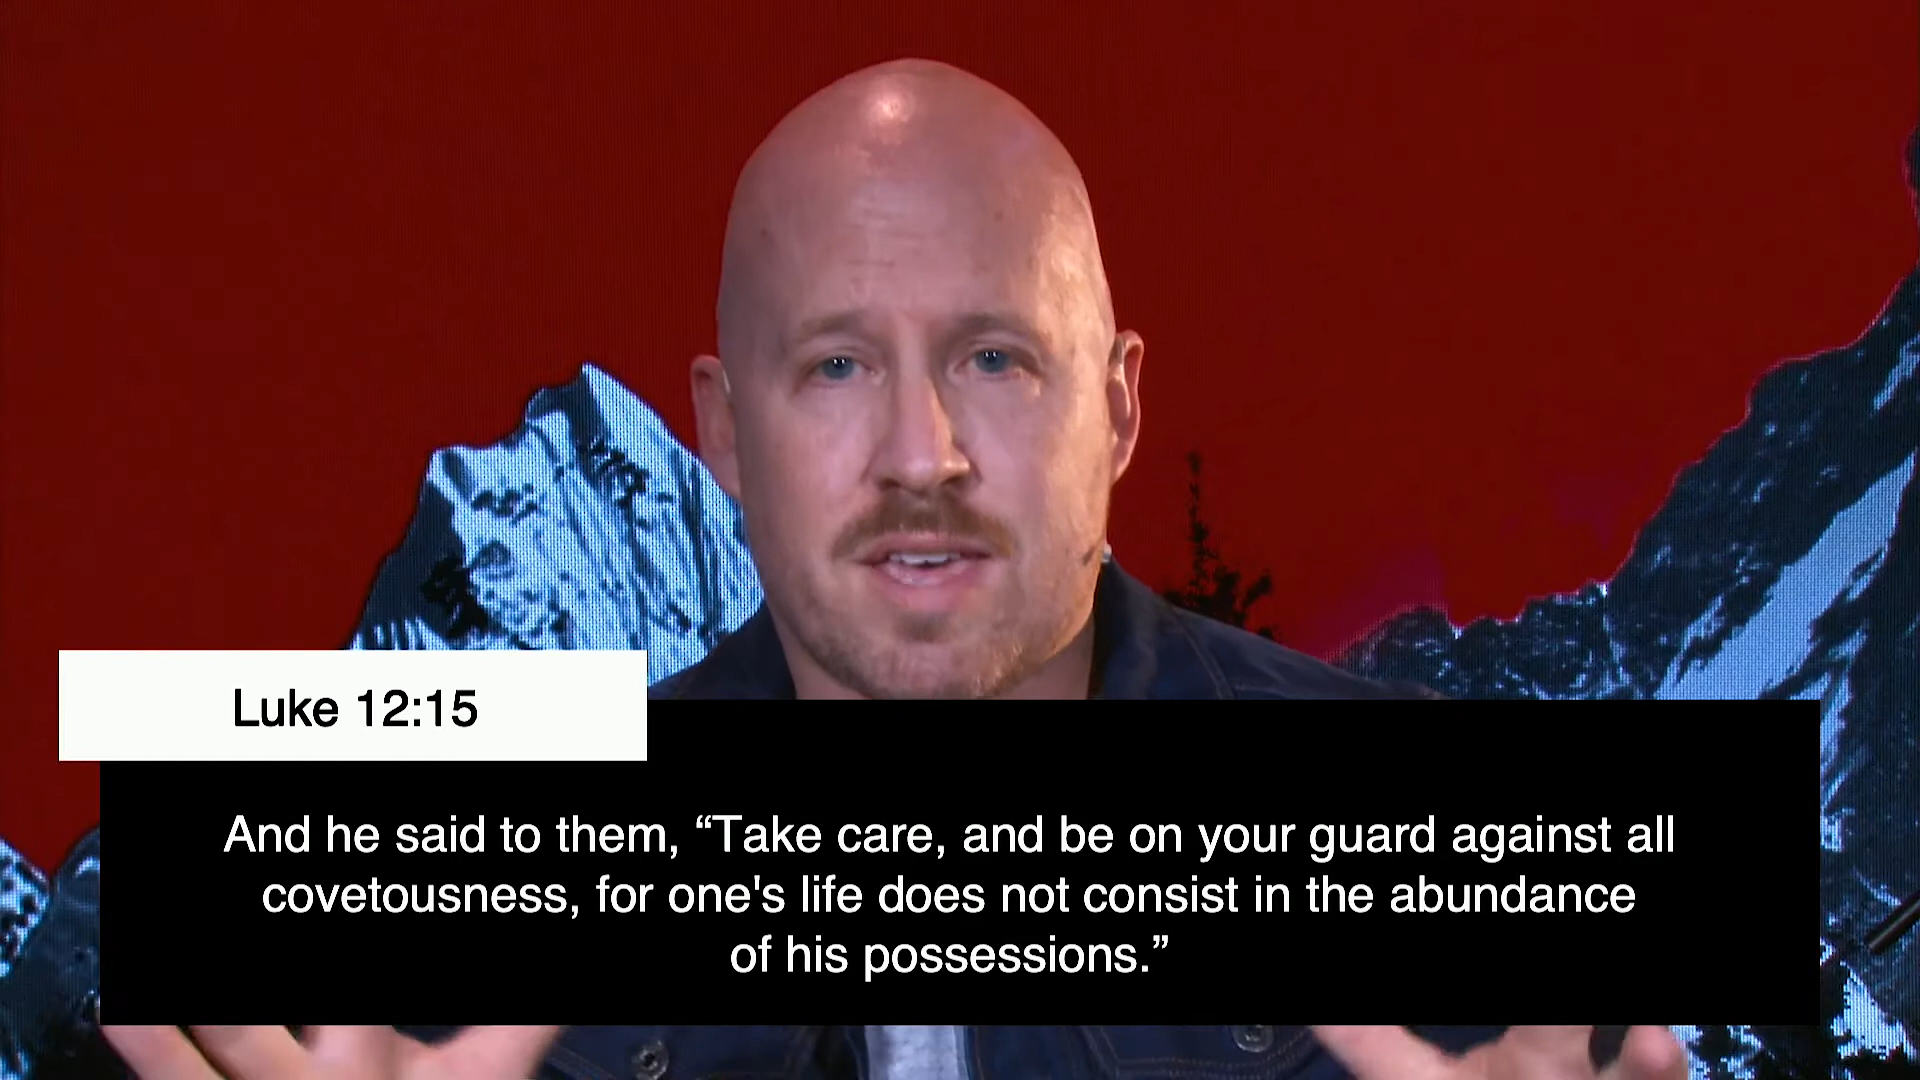 Luke 12:15
And he said to them, “Take care, and be on your guard against all
covetousness, for one's life does not consist in the abundance
of his possessions.”